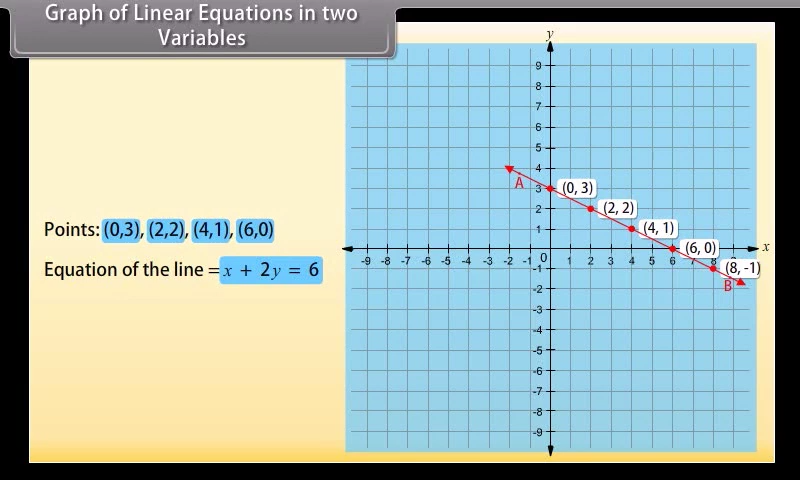 Graph of Linear Equations in two
Variables
y
9
8
7
6
5
4
3
2
1
A
(0, 3)
(2, 2)
(4, 1)
(6, 0)
(8, -1)
B
x
-9 -8 -7 -6 -5 -4 -3 -2 -1 0 1 2 3 4 5 6 7 8 9
-1
-2
-3
-4
-5
-6
-7
-8
-9
Points: (0,3), (2,2), (4,1), (6,0)
Equation of the line = x + 2y = 6